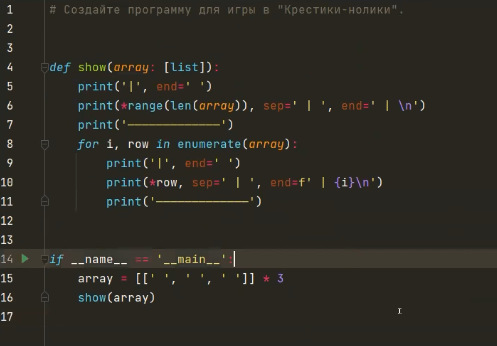 1 # Создайте программу для игры в "Крестики-нолики".
2
3
4 def show(array: [list]):
5     print('|', end=' ')
6     print(*range(len(array)), sep=' | ', end=' | \n')
7     print('—————————————')
8     for i, row in enumerate(array):
9         print('|', end=' ')
10         print(*row, sep=' | ', end=f' | {i}\n')
11         print('—————————————')
12
13
14 if __name__ == '__main__':
15     array = [[' ', ' ', ' ']] * 3
16     show(array)
17